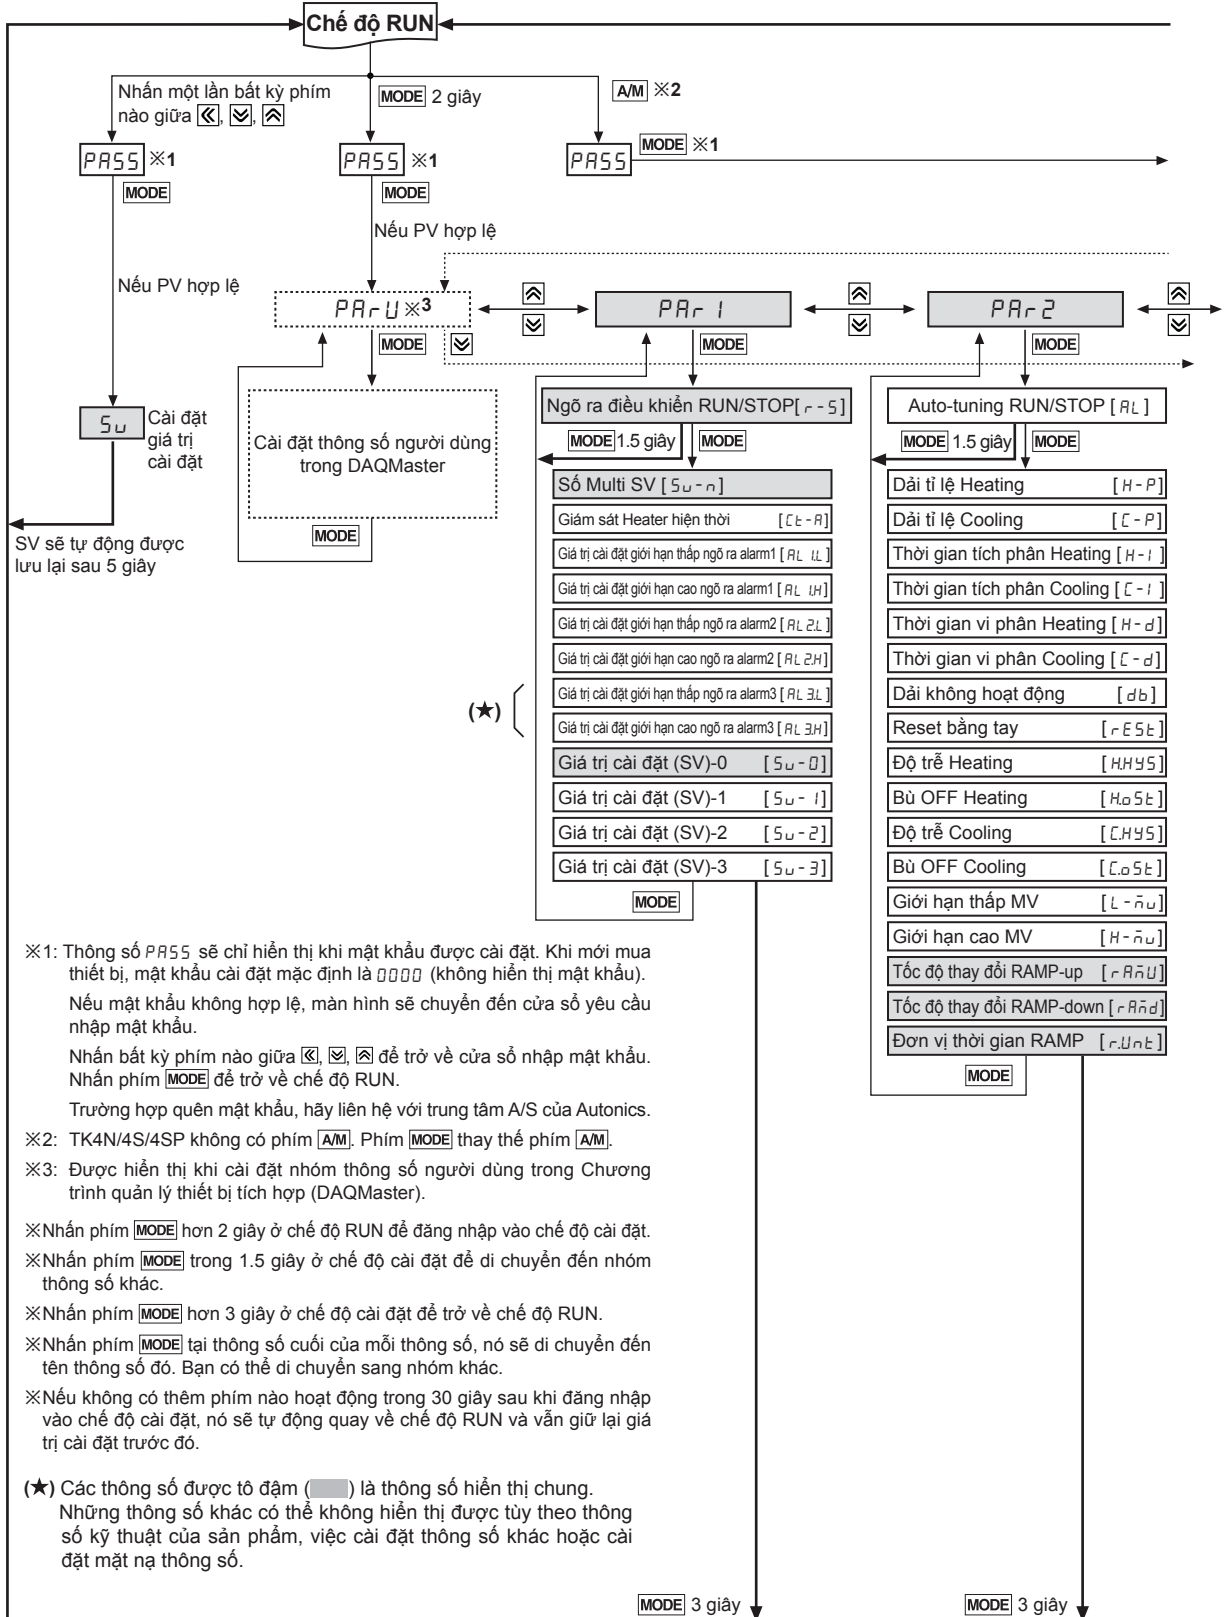 Chế độ RUN
Nhấn một lần bất kỳ phím
nào giữa , ,
MODE 2 giây
A/M ※2
PASS ※1
PASS ※1
PASS
MODE ※1
MODE
MODE
Nếu PV hợp lệ
Nếu PV hợp lệ
PArU ※3
PAr1
PAr2
MODE
MODE
MODE
Sv
Cài đặt
giá trị
cài đặt
SV sẽ tự động được
lưu lại sau 5 giây
Cài đặt thông số người dùng
trong DAQMaster
MODE
Ngõ ra điều khiển RUN/STOP[r-S]
MODE 1.5 giây MODE
Số Multi SV [Sv-n]
Giám sát Heater hiện thời [Ct-A]
Giá trị cài đặt giới hạn thấp ngõ ra alarm1 [AL1.L]
Giá trị cài đặt giới hạn cao ngõ ra alarm1 [AL1.H]
Giá trị cài đặt giới hạn thấp ngõ ra alarm2 [AL2.L]
Giá trị cài đặt giới hạn cao ngõ ra alarm2 [AL2.H]
(★)
Giá trị cài đặt giới hạn thấp ngõ ra alarm3 [AL3.L]
Giá trị cài đặt giới hạn cao ngõ ra alarm3 [AL3.H]
Giá trị cài đặt (SV)-0 [Sv-0]
Giá trị cài đặt (SV)-1 [Sv-1]
Giá trị cài đặt (SV)-2 [Sv-2]
Giá trị cài đặt (SV)-3 [Sv-3]
MODE
Auto-tuning RUN/STOP [AL]
MODE 1.5 giây MODE
Dải tỉ lệ Heating [H-P]
Dải tỉ lệ Cooling [C-P]
Thời gian tích phân Heating [H-I]
Thời gian tích phân Cooling [C-I]
Thời gian vi phân Heating [H-d]
Thời gian vi phân Cooling [C-d]
Dải không hoạt động [db]
Reset bằng tay [rESt]
Độ trễ Heating [H.HYS]
Bù OFF Heating [H.oSt]
Độ trễ Cooling [C.HYS]
Bù OFF Cooling [C.oSt]
Giới hạn thấp MV [L-mv]
Giới hạn cao MV [H-mv]
Tốc độ thay đổi RAMP-up [rAmU]
Tốc độ thay đổi RAMP-down [rAmd]
Đơn vị thời gian RAMP [r.Unt]
MODE
※1: Thông số PASS sẽ chỉ hiển thị khi mật khẩu được cài đặt. Khi mới mua
thiết bị, mật khẩu cài đặt mặc định là 0000 (không hiển thị mật khẩu).
Nếu mật khẩu không hợp lệ, màn hình sẽ chuyển đến cửa sổ yêu cầu
nhập mật khẩu.
Nhấn bất kỳ phím nào giữa , , để trở về cửa sổ nhập mật khẩu.
Nhấn phím MODE để trở về chế độ RUN.
Trường hợp quên mật khẩu, hãy liên hệ với trung tâm A/S của Autonics.
※2: TK4N/4S/4SP không có phím A/M. Phím MODE thay thế phím A/M.
※3: Được hiển thị khi cài đặt nhóm thông số người dùng trong Chương
trình quản lý thiết bị tích hợp (DAQMaster).
※Nhấn phím MODE hơn 2 giây ở chế độ RUN để đăng nhập vào chế độ cài đặt.
※Nhấn phím MODE trong 1.5 giây ở chế độ cài đặt để di chuyển đến nhóm
thông số khác.
※Nhấn phím MODE hơn 3 giây ở chế độ cài đặt để trở về chế độ RUN.
※Nhấn phím MODE tại thông số cuối của mỗi thông số, nó sẽ di chuyển đến
tên thông số đó. Bạn có thể di chuyển sang nhóm khác.
※Nếu không có thêm phím nào hoạt động trong 30 giây sau khi đăng nhập
vào chế độ cài đặt, nó sẽ tự động quay về chế độ RUN và vẫn giữ lại giá
trị cài đặt trước đó.
(★) Các thông số được tô đậm ( ) là thông số hiển thị chung.
Những thông số khác có thể không hiển thị được tùy theo thông
số kỹ thuật của sản phẩm, việc cài đặt thông số khác hoặc cài
đặt mặt nạ thông số.
MODE 3 giây
MODE 3 giây